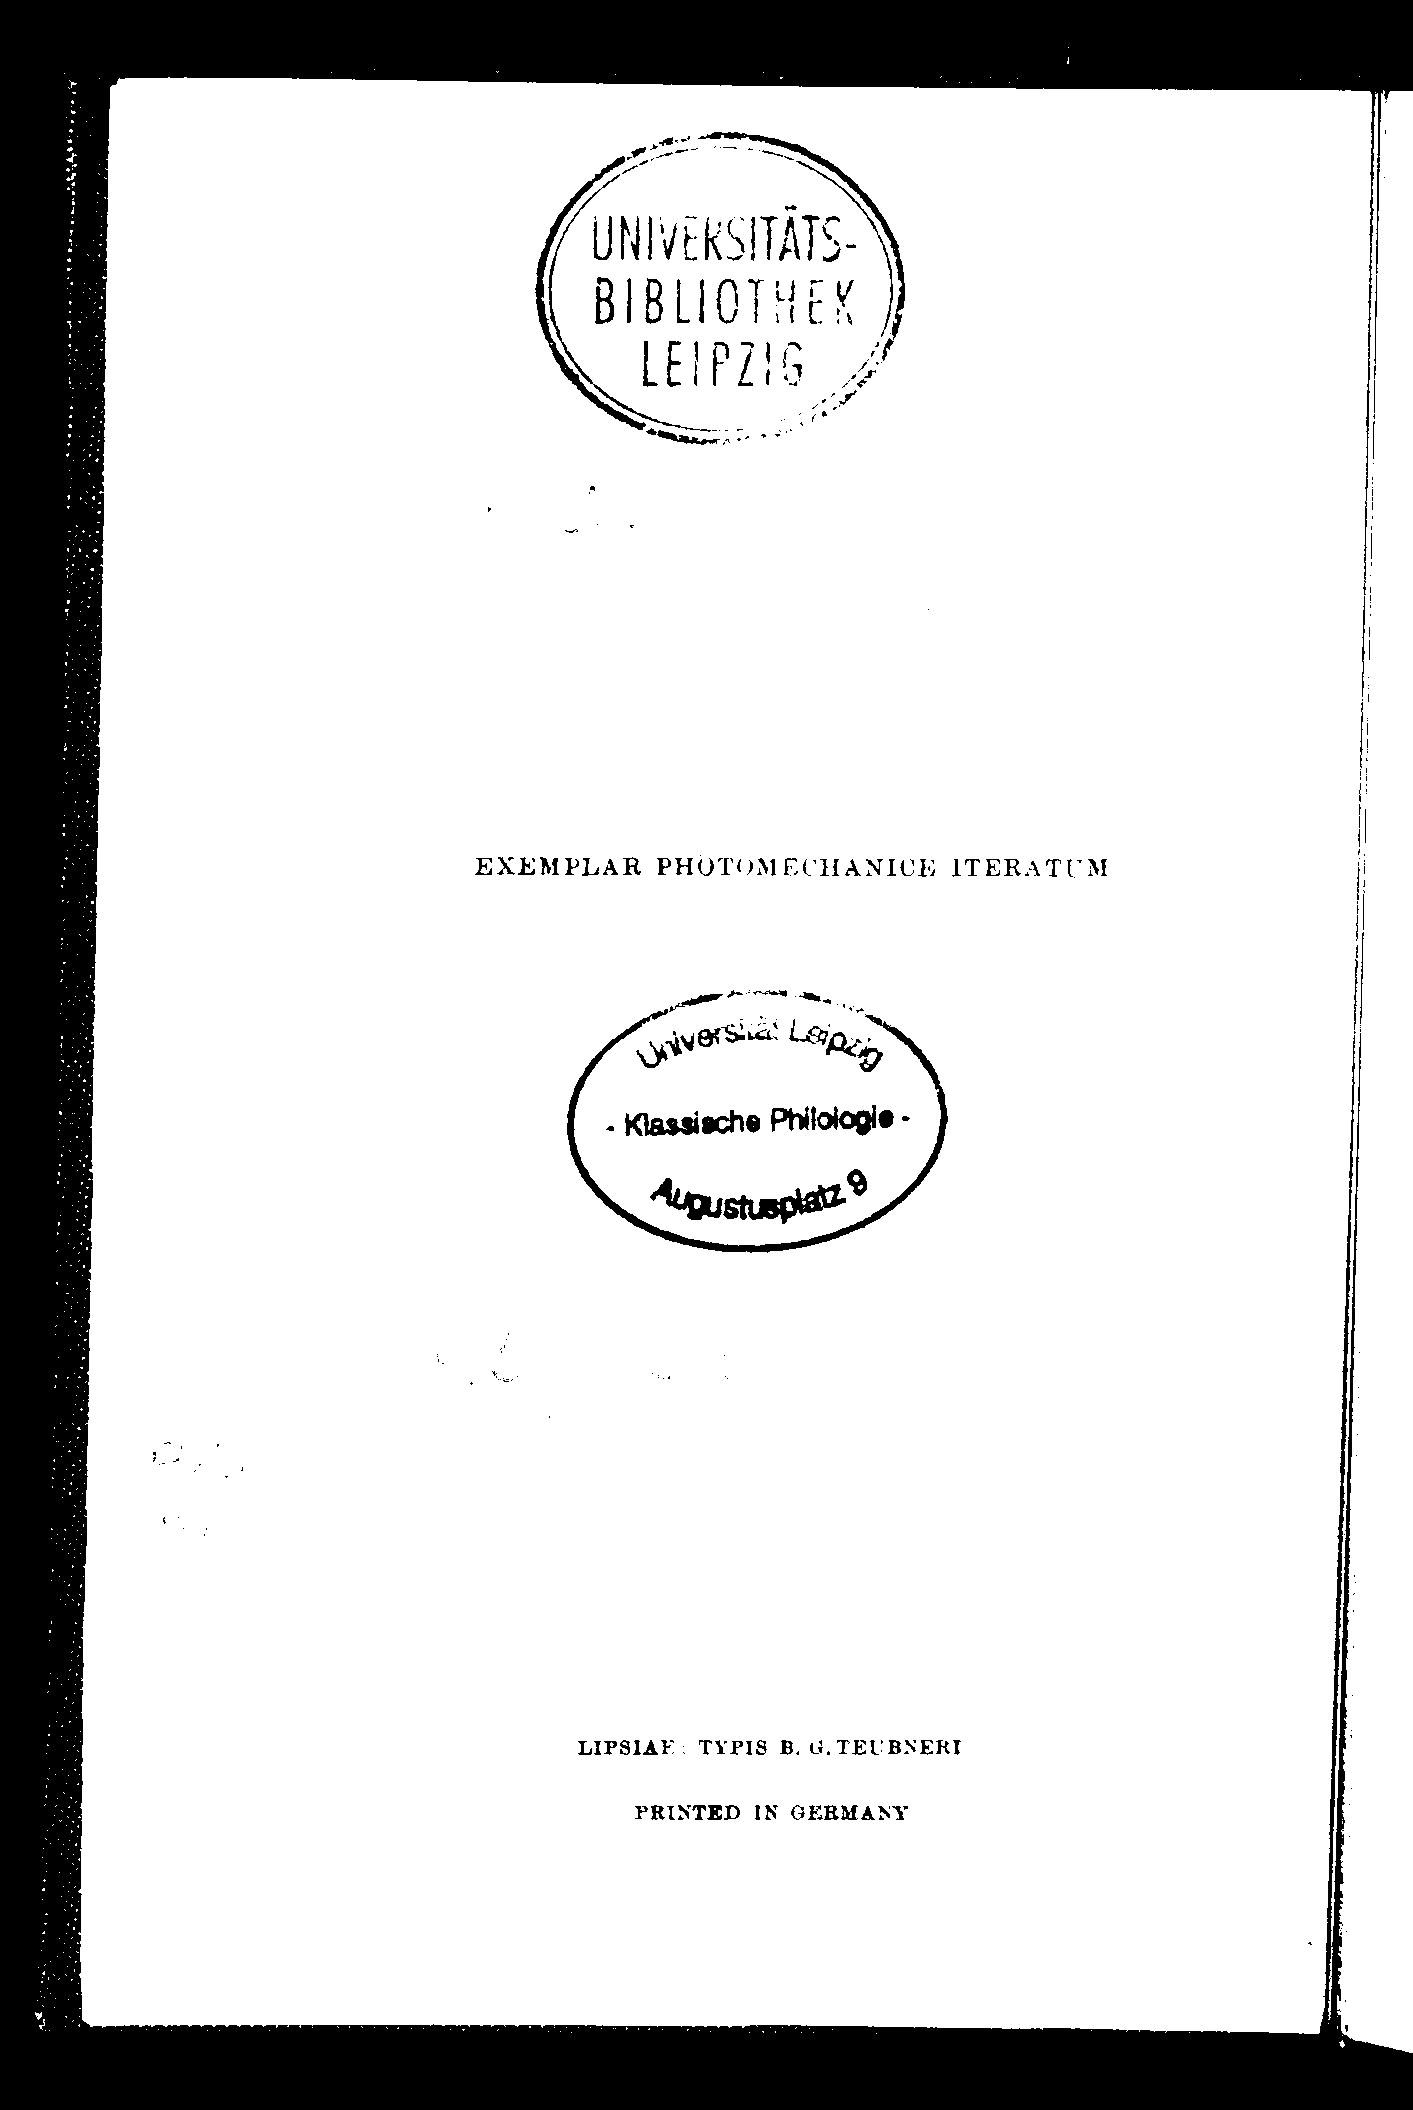 UNIVERSITÄTS-
BIBLIOTHEK
LEIPZIG
EXEMPLAR PHOTOMECHANICE ITERATUM
Universität Leipzig
- Klassische Philologie -
Augustusplatz 9
LIPSIAE: TYPIS B. G. TEUBNERI
PRINTED IN GERMANY